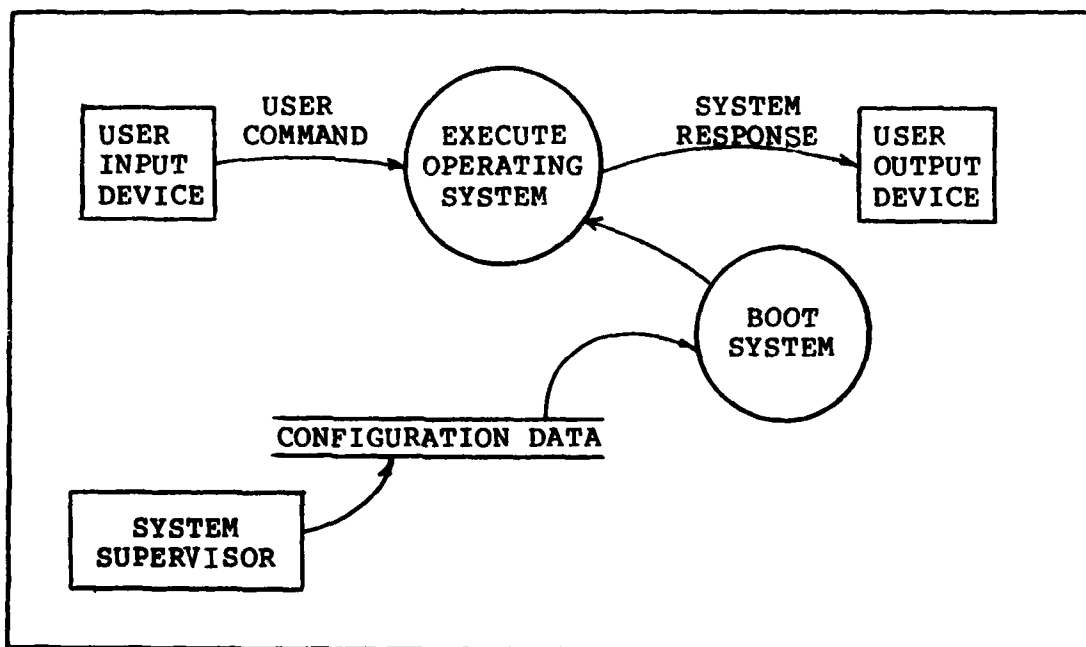 USER
INPUT
DEVICE
USER
COMMAND
EXECUTE
OPERATING
SYSTEM
SYSTEM
RESPONSE
USER
OUTPUT
DEVICE
BOOT
SYSTEM
CONFIGURATION DATA
SYSTEM
SUPERVISOR